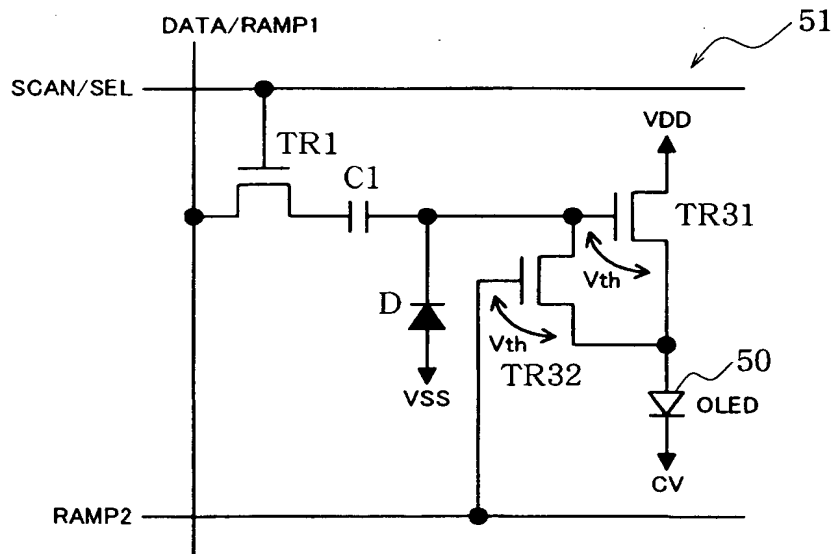 DATA/RAMP1
51
SCAN/SEL
VDD
TR1
C1
TR31
Vth
D
Vth
TR32
50
VSS
OLED
CV
RAMP2